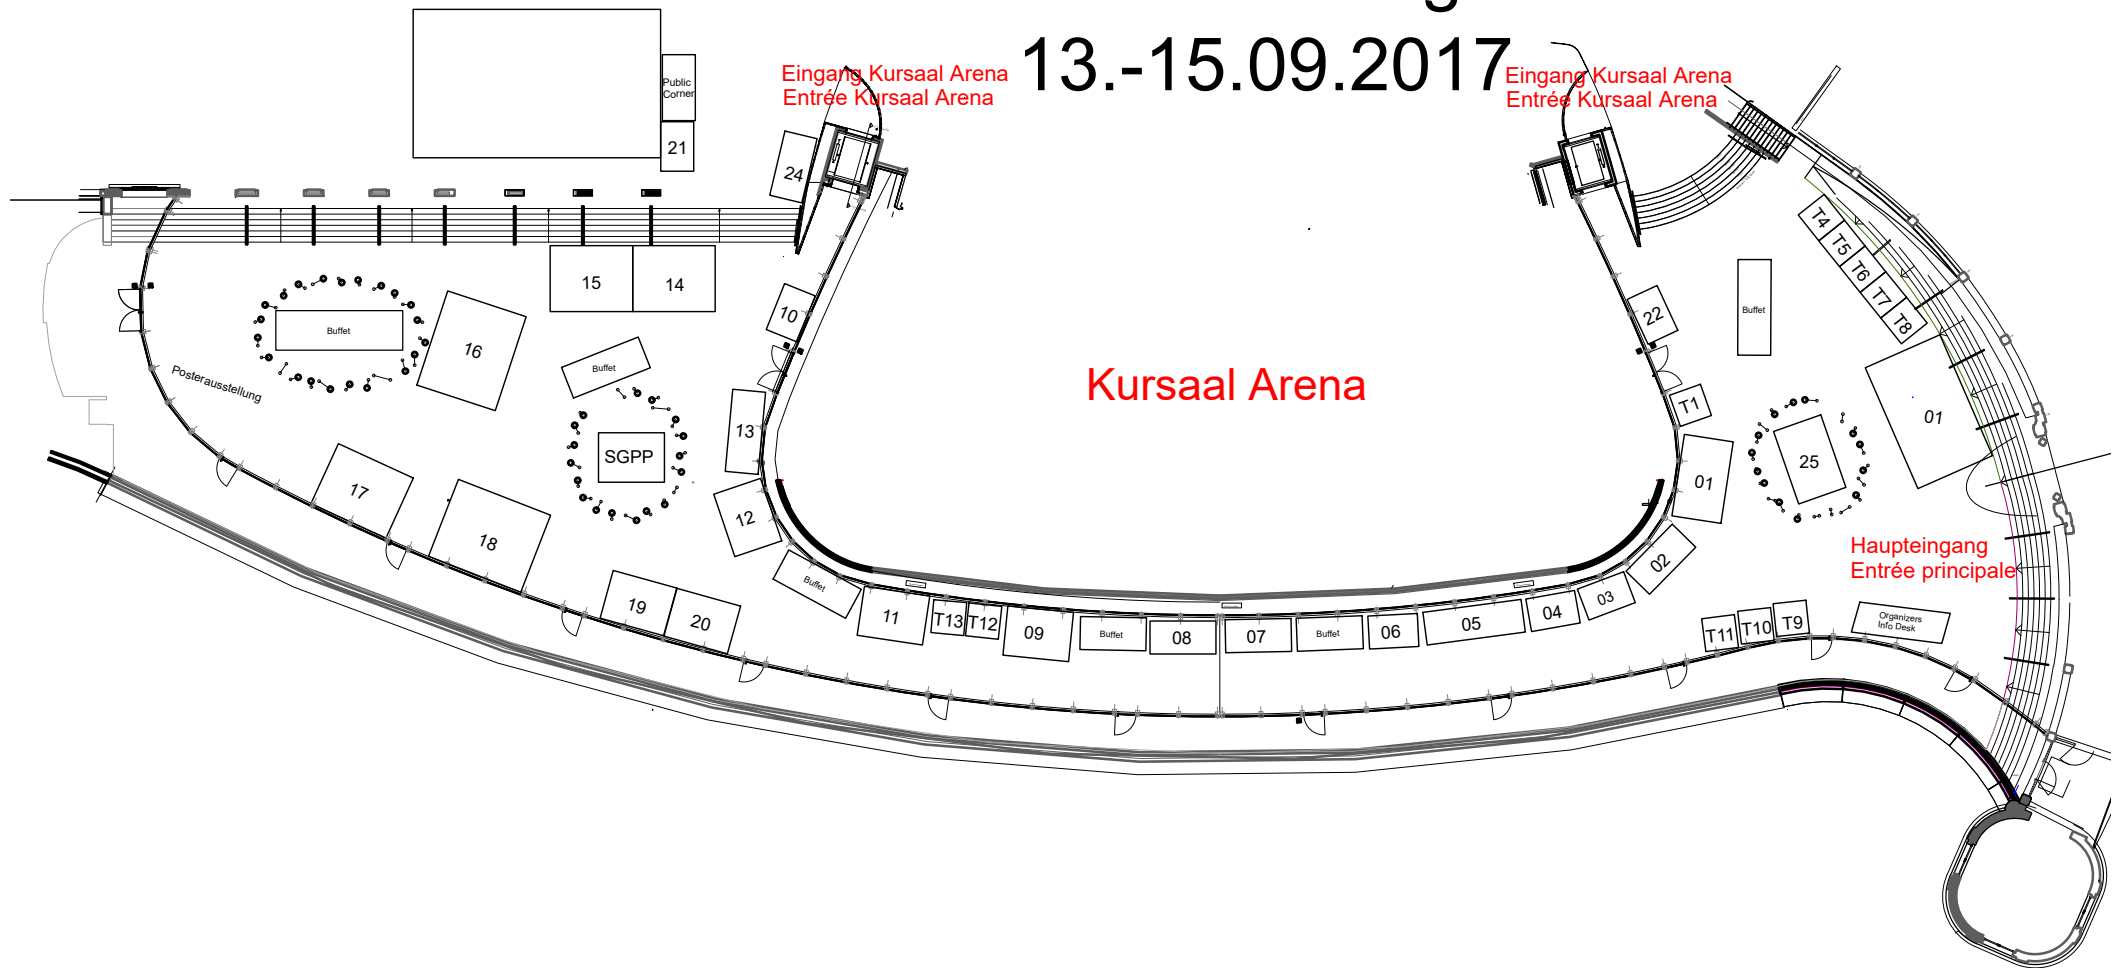 13.-15.09.2017
Eingang Kursaal Arena
Entrée Kursaal Arena
Eingang Kursaal Arena
Entrée Kursaal Arena
Public
Corner
21
24
15
14
10
22
Buffet
T4
T5
T6
T7
T8
Buffet
16
Buffet
Posterausstellung
Kursaal Arena
T1
01
13
SGPP
25
01
17
12
18
02
Buffet
Haupteingang
Entrée principale
19
20
11
T13
T12
09
Buffet
08
07
Buffet
06
05
04
03
T11
T10
T9
Organizers
Info Desk